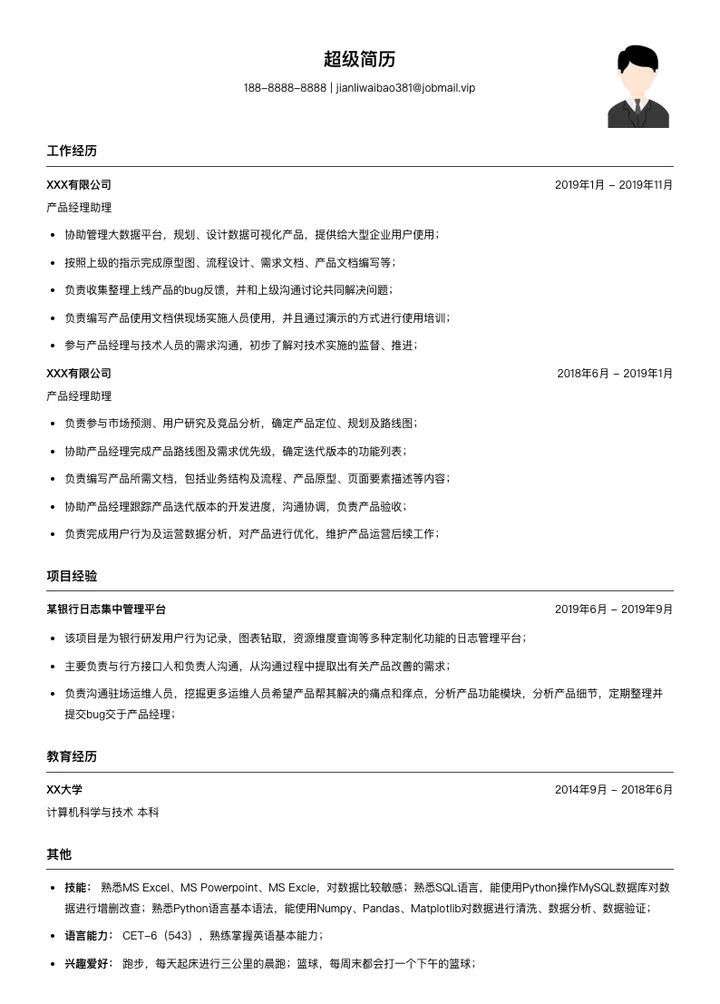 超级简历
188-8888-8888 | jianliwaibao381@jobmail.vip
工作经历
XXX有限公司 2019年1月 – 2019年11月
产品经理助理
• 协助管理大数据平台，规划、设计数据可视化产品，提供给大型企业用户使用；
• 按照上级的指示完成原型图、流程设计、需求文档、产品文档编写等；
• 负责收集整理上线产品的bug反馈，并和上级沟通讨论共同解决问题；
• 负责编写产品使用文档供现场实施人员使用，并且通过演示的方式进行使用培训；
• 参与产品经理与技术人员的需求沟通，初步了解对技术实施的监督、推进；
XXX有限公司 2018年6月 – 2019年1月
产品经理助理
• 负责参与市场预测、用户研究及竞品分析，确定产品定位、规划及路线图；
• 协助产品经理完成产品路线图及需求优先级，确定迭代版本的功能列表；
• 负责编写产品所需文档，包括业务结构及流程、产品原型、页面要素描述等内容；
• 协助产品经理跟踪产品迭代版本的开发进度，沟通协调，负责产品验收；
• 负责完成用户行为及运营数据分析，对产品进行优化，维护产品运营后续工作；
项目经验
某银行日志集中管理平台 2019年6月 – 2019年9月
• 该项目是为银行研发用户行为记录，图表钻取，资源维度查询等多种定制化功能的日志管理平台；
• 主要负责与行方接口人和负责人沟通，从沟通过程中提取出有关产品改善的需求；
• 负责沟通驻场运维人员，挖掘更多运维人员希望产品帮其解决的痛点和痒点，分析产品功能模块，分析产品细节，定期整理并
提交bug交于产品经理；
教育经历
XX大学 2014年9月 – 2018年6月
计算机科学与技术 本科
其他
• 技能： 熟悉MS Excel、MS Powerpoint、MS Excle，对数据比较敏感；熟悉SQL语言，能使用Python操作MySQL数据库对数
据进行增删改查；熟悉Python语言基本语法，能使用Numpy、Pandas、Matplotlib对数据进行清洗、数据分析、数据验证；
• 语言能力： CET-6（543），熟练掌握英语基本能力；
• 兴趣爱好： 跑步，每天起床进行三公里的晨跑；篮球，每周末都会打一个下午的篮球；